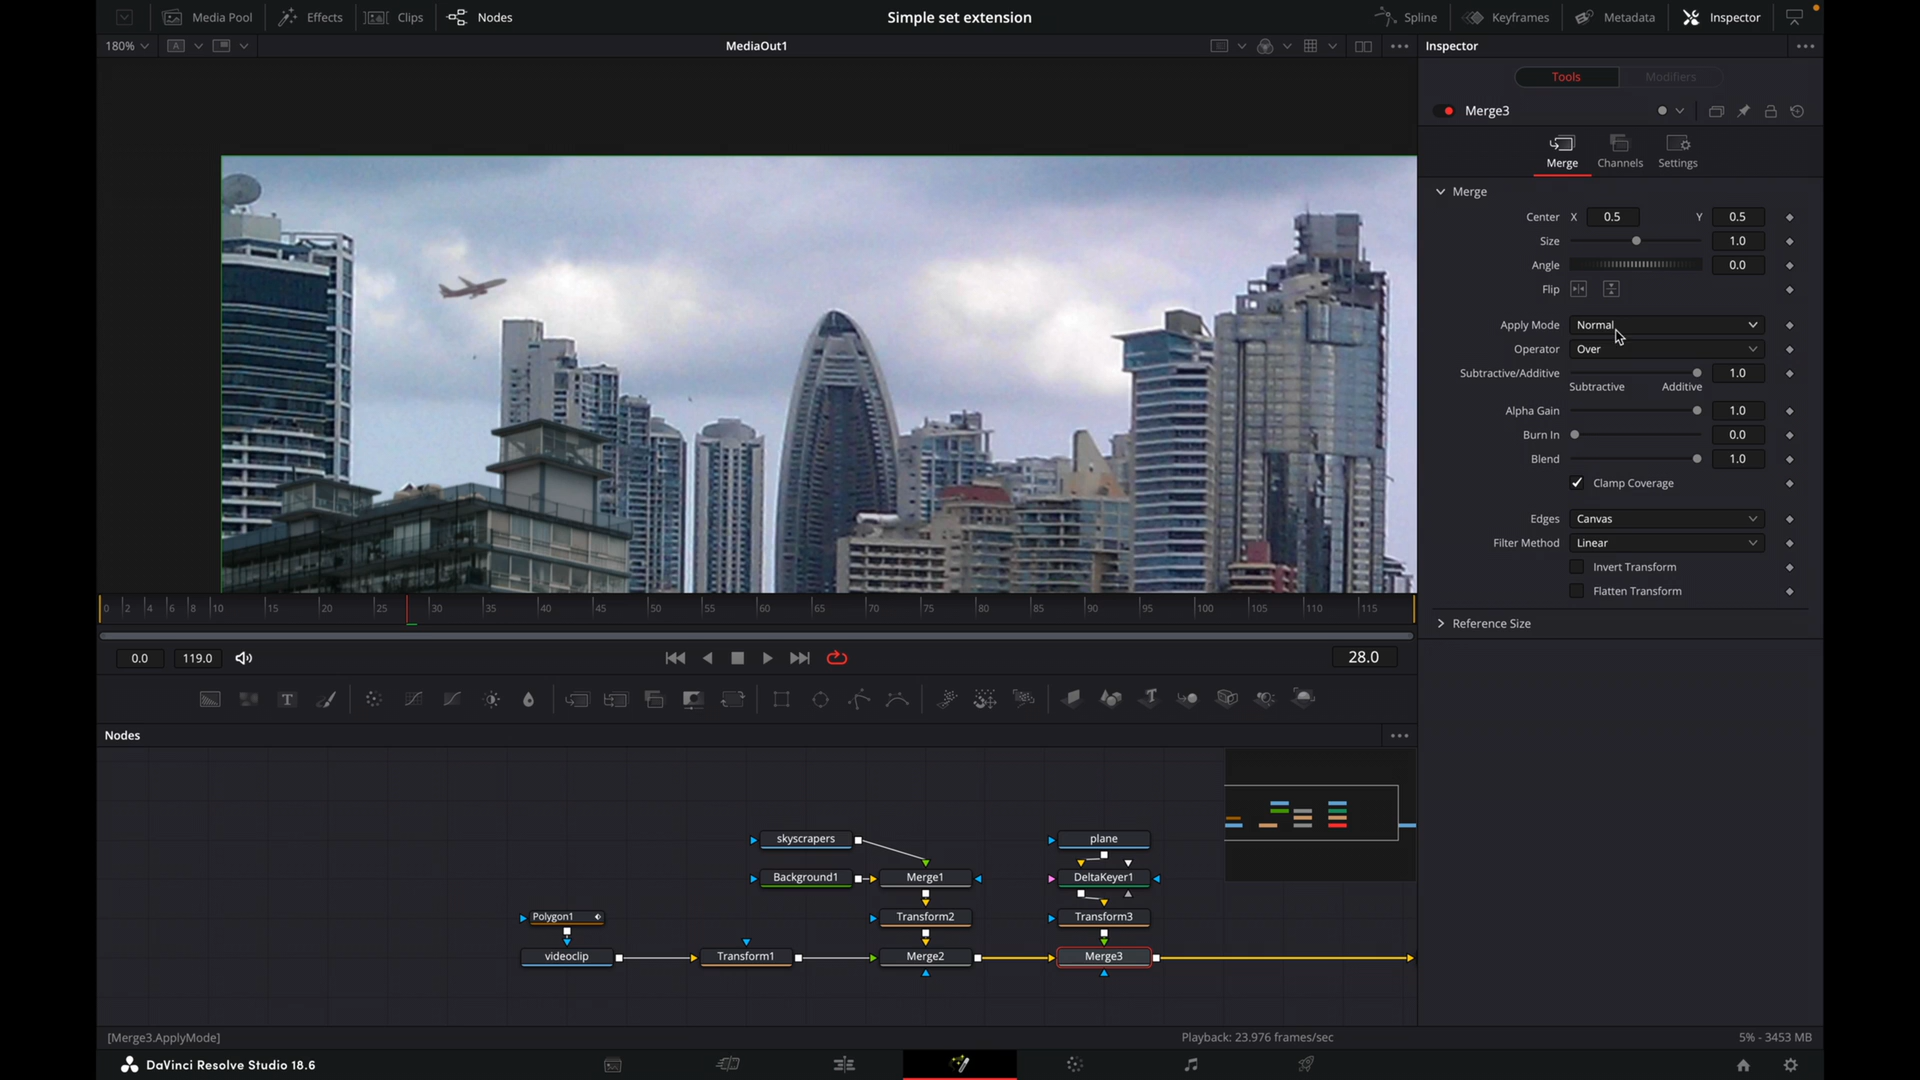 Media Pool Effects Clips Nodes Simple set extension Spline Keyframes Metadata Inspector
180% A MediaOut1 Inspector
Tools Modifiers
Merge3
Merge Channels Settings
Merge
Center X 0.5 Y 0.5
Size 1.0
Angle 0.0
Flip
Apply Mode Normal
Operator Over
Subtractive/Additive 1.0
Subtractive Additive
Alpha Gain 1.0
Burn In 0.0
Blend 1.0
Clamp Coverage
Edges Canvas
Filter Method Linear
Invert Transform
Flatten Transform
Reference Size
0 2 4 6 8 10 15 20 25 30 35 40 45 50 55 60 65 70 75 80 85 90 95 100 105 110 115
0.0 119.0 28.0
T T
Nodes
skyscrapers plane
Background1 Merge1 DeltaKeyer1
Polygon1 Transform2 Transform3
videoclip Transform1 Merge2 Merge3
[Merge3.ApplyMode] Playback: 23.976 frames/sec 5% - 3453 MB
DaVinci Resolve Studio 18.6